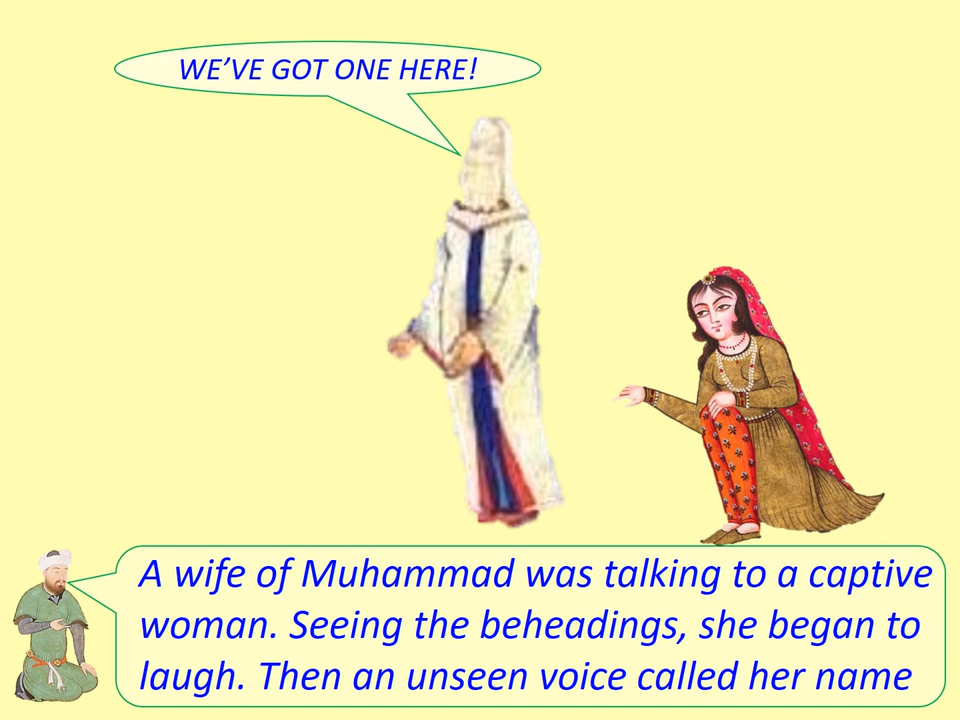 WE’VE GOT ONE HERE!
A wife of Muhammad was talking to a captive
woman. Seeing the beheadings, she began to
laugh. Then an unseen voice called her name